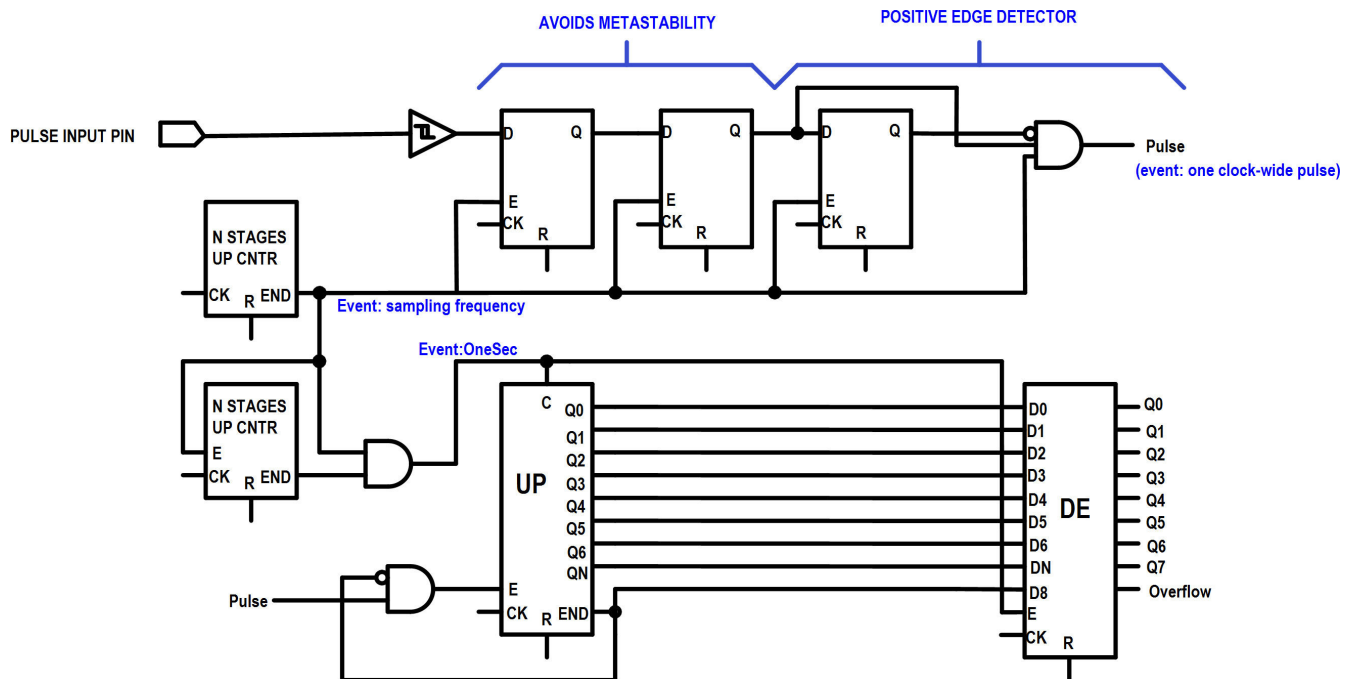 AVOIDS METASTABILITY
POSITIVE EDGE DETECTOR
PULSE INPUT PIN
D
Q
E
CK
R
D
Q
E
CK
R
D
Q
E
CK
R
Pulse
(event: one clock-wide pulse)
N STAGES
UP CNTR
CK
R
END
Event: sampling frequency
Event:OneSec
N STAGES
UP CNTR
E
CK
R
END
C
Q0
Q1
Q2
Q3
Q4
Q5
Q6
QN
UP
E
CK
R
END
Pulse
D0
D1
D2
D3
D4
D5
D6
DN
D8
E
CK
R
DE
Q0
Q1
Q2
Q3
Q4
Q5
Q6
Q7
Overflow